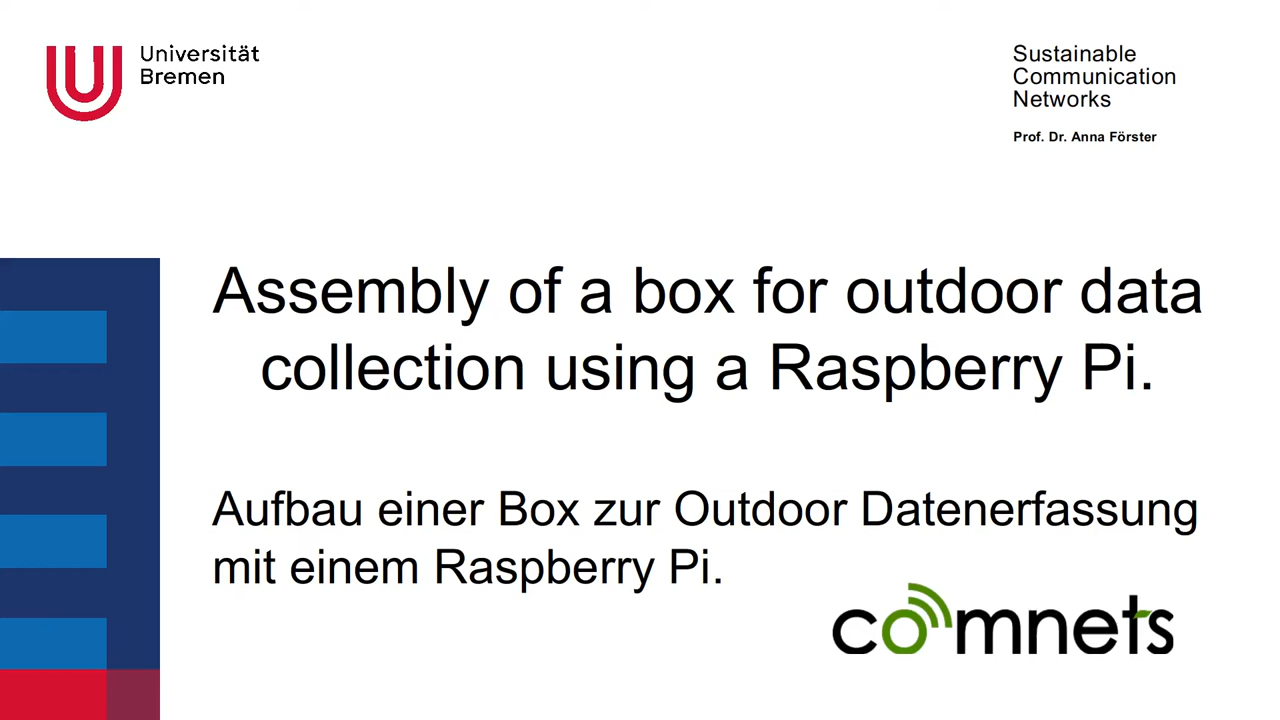 Universität
Bremen
Sustainable
Communication
Networks
Prof. Dr. Anna Förster
Assembly of a box for outdoor data
collection using a Raspberry Pi.
Aufbau einer Box zur Outdoor Datenerfassung
mit einem Raspberry Pi.
comnets